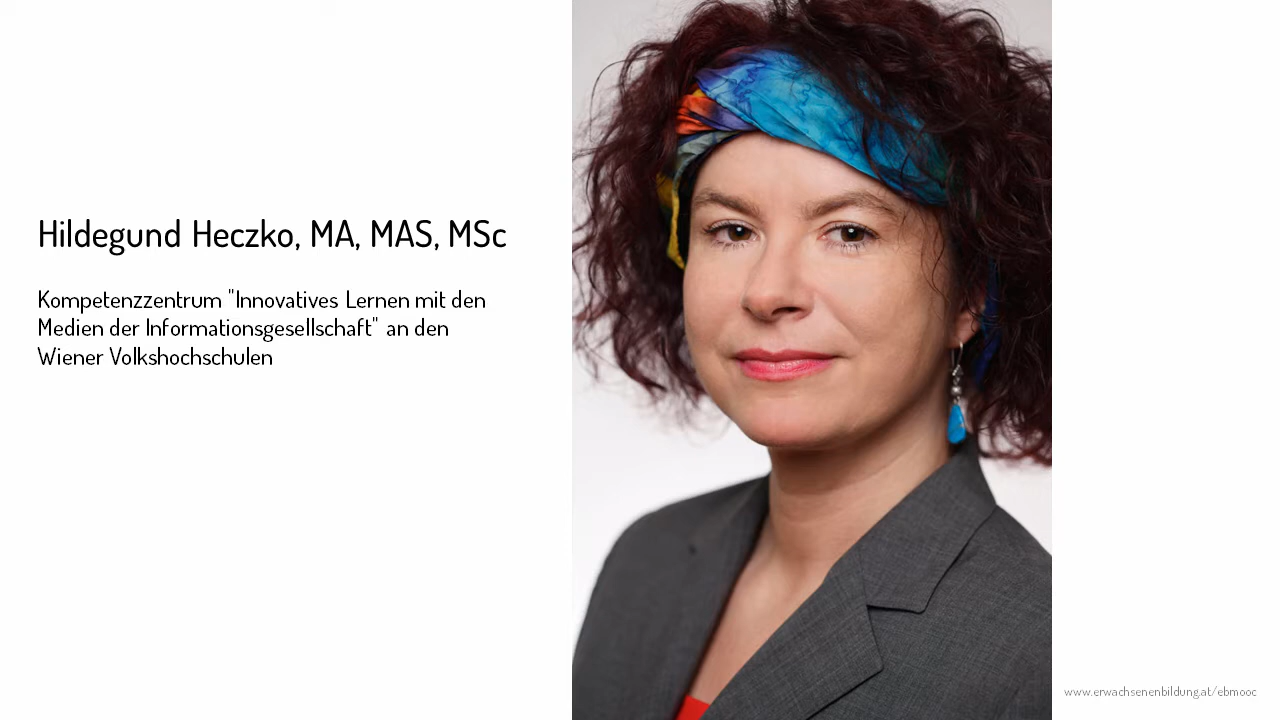 Hildegund Heczko, MA, MAS, MSc
Kompetenzzentrum "Innovatives Lernen mit den
Medien der Informationsgesellschaft" an den
Wiener Volkshochschulen
www.erwachsenenbildung.at/ebmooc